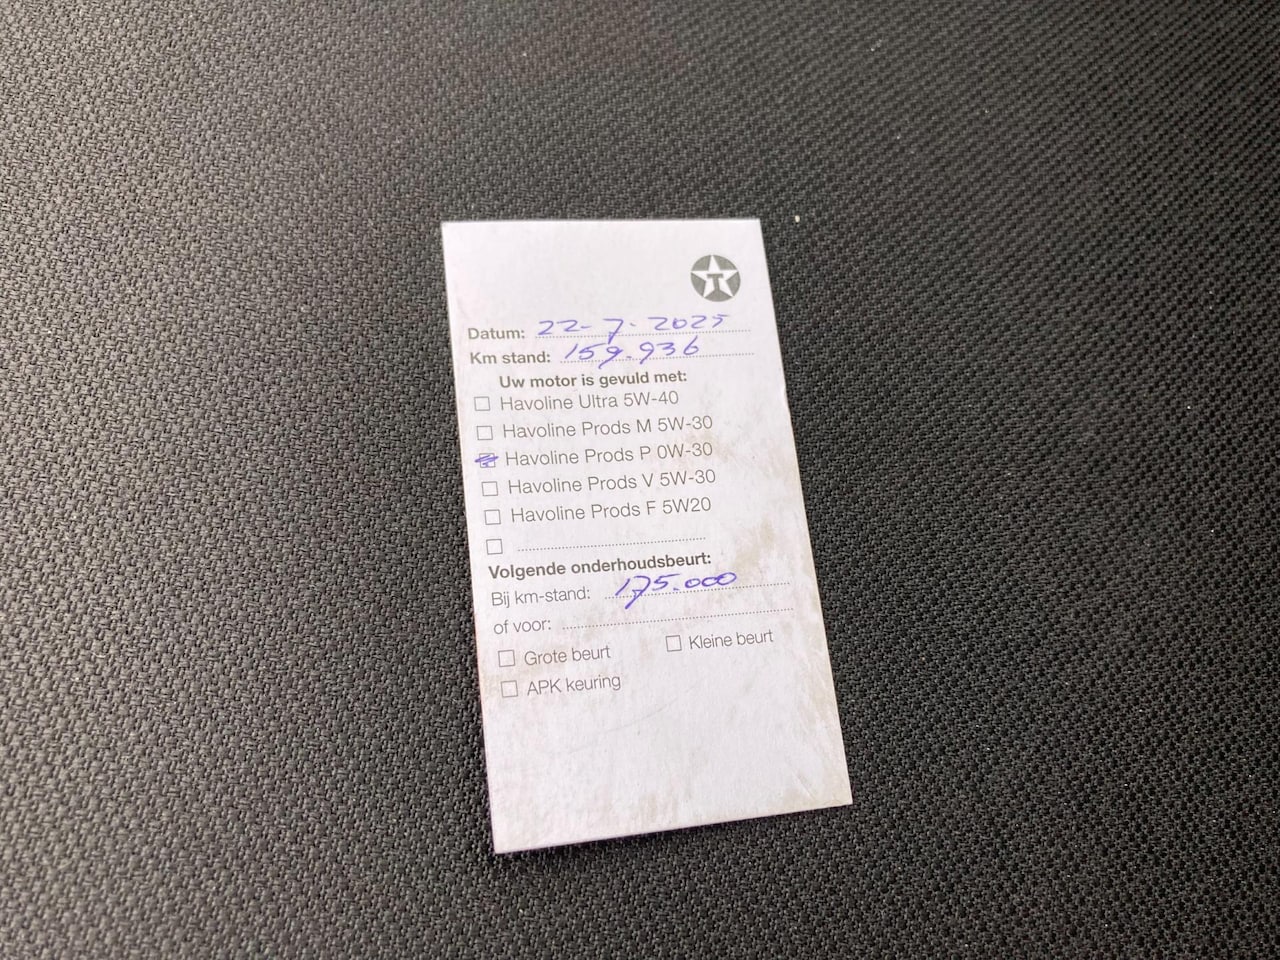 Datum: 22-7-2025
Km stand: 159.936
Uw motor is gevuld met:
Havoline Ultra 5W-40
Havoline Prods M 5W-30
Havoline Prods P 0W-30
Havoline Prods V 5W-30
Havoline Prods F 5W20
Volgende onderhoudsbeurt:
Bij km-stand: 175.000
of voor:
Grote beurt Kleine beurt
APK keuring